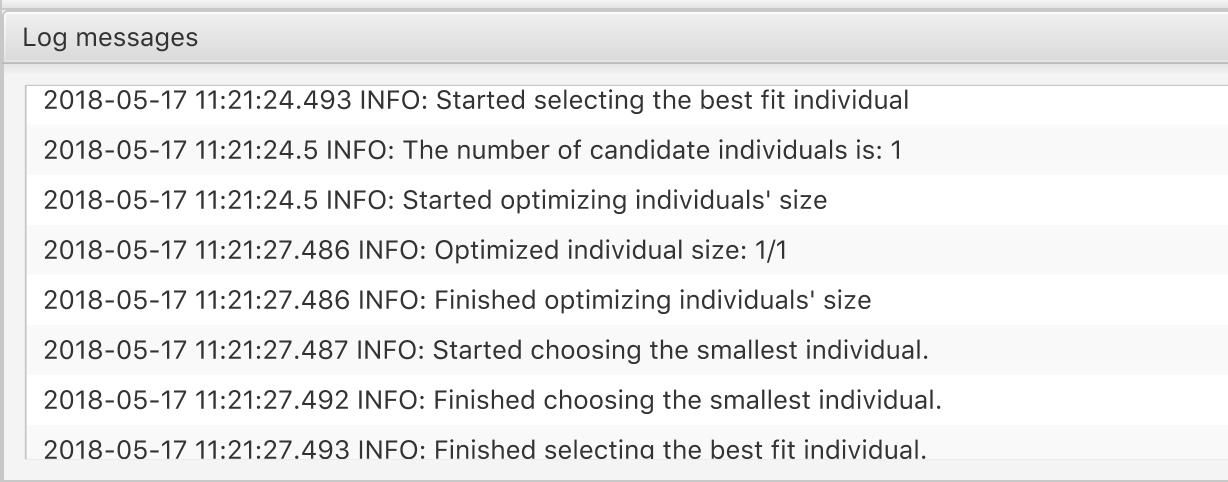 Log messages
2018-05-17 11:21:24.493 INFO: Started selecting the best fit individual
2018-05-17 11:21:24.5 INFO: The number of candidate individuals is: 1
2018-05-17 11:21:24.5 INFO: Started optimizing individuals' size
2018-05-17 11:21:27.486 INFO: Optimized individual size: 1/1
2018-05-17 11:21:27.486 INFO: Finished optimizing individuals' size
2018-05-17 11:21:27.487 INFO: Started choosing the smallest individual.
2018-05-17 11:21:27.492 INFO: Finished choosing the smallest individual.
2018-05-17 11:21:27.493 INFO: Finished selecting the best fit individual.